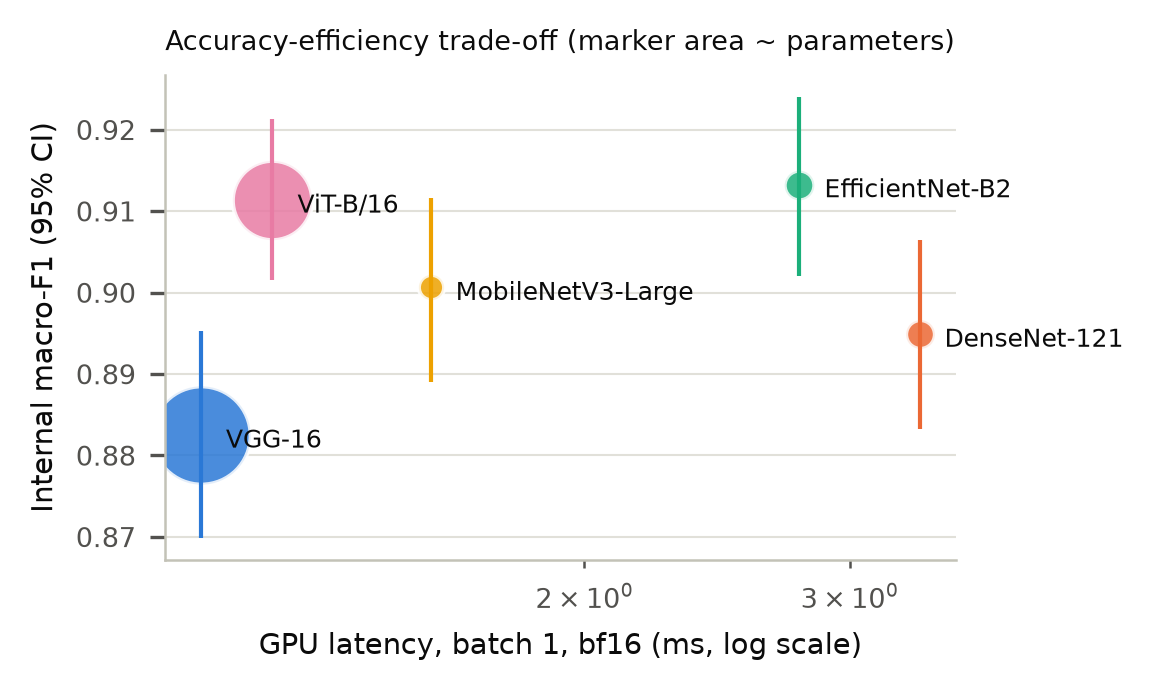 Accuracy-efficiency trade-off (marker area ~ parameters)
Internal macro-F1 (95% CI)
0.92
0.91
0.90
0.89
0.88
0.87
ViT-B/16
EfficientNet-B2
MobileNetV3-Large
DenseNet-121
VGG-16
2 × 10⁰
3 × 10⁰
GPU latency, batch 1, bf16 (ms, log scale)